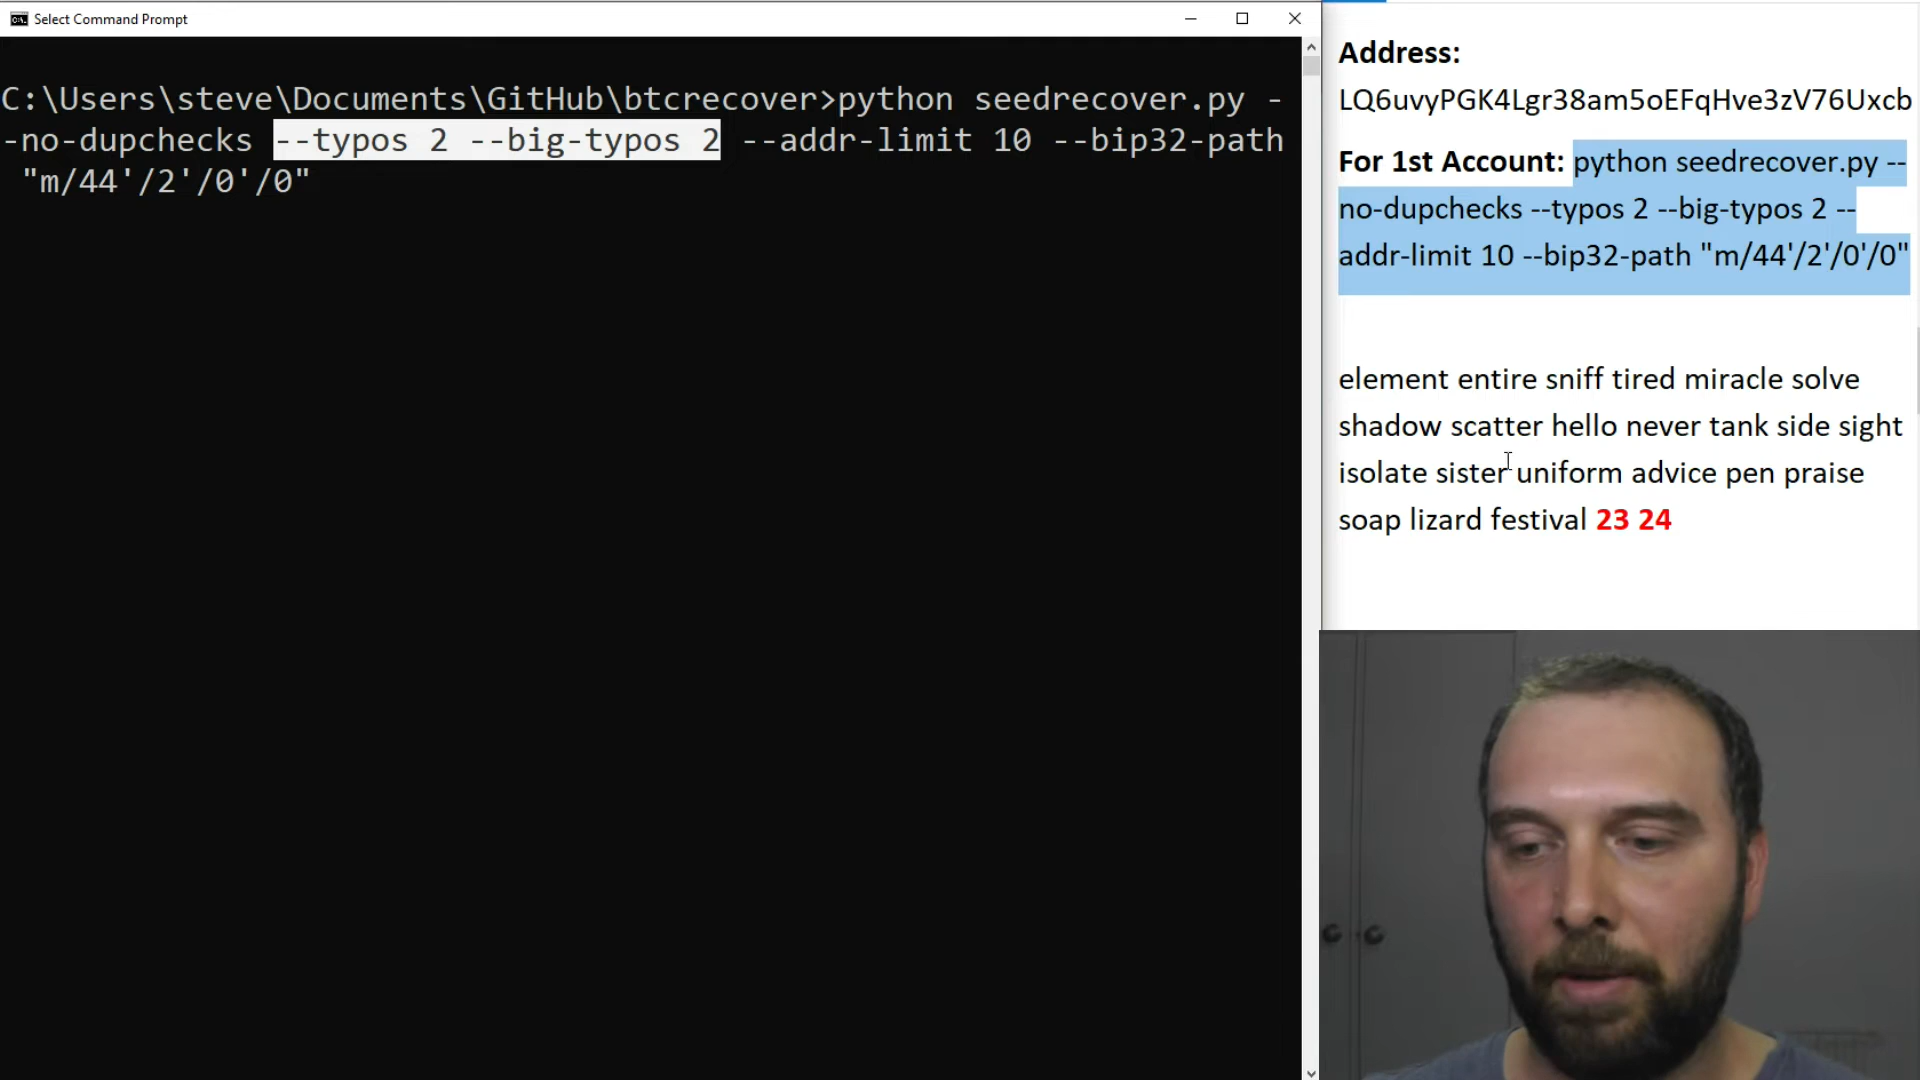 Select Command Prompt
C:\Users\steve\Documents\GitHub\btcrecover>python seedrecover.py -
-no-dupchecks --typos 2 --big-typos 2 --addr-limit 10 --bip32-path
"m/44'/2'/0'/0"
Address:
LQ6uvyPGK4Lgr38am5oEFqHve3zV76Uxcb
For 1st Account: python seedrecover.py --
no-dupchecks --typos 2 --big-typos 2 --
addr-limit 10 --bip32-path "m/44'/2'/0'/0"
element entire sniff tired miracle solve
shadow scatter hello never tank side sight
isolate sister uniform advice pen praise
soap lizard festival 23 24